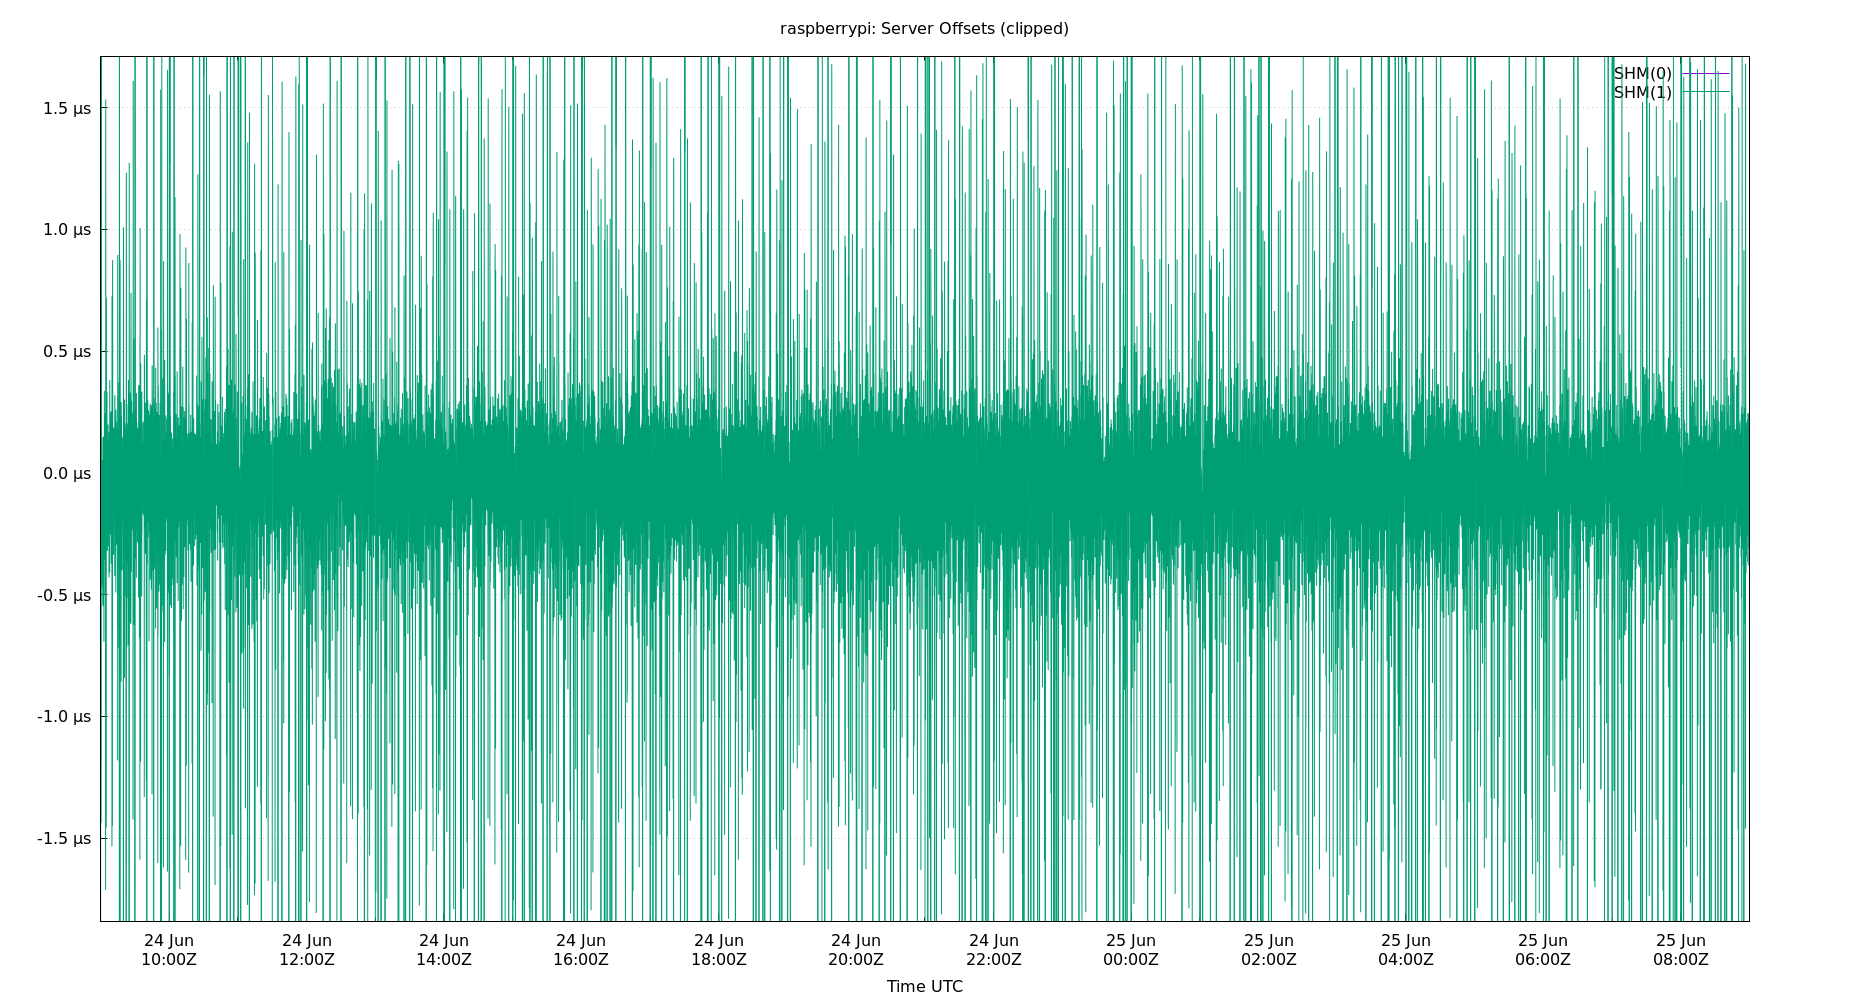 raspberrypi: Server Offsets (clipped)
SHM(0)
SHM(1)
1.5 µs
1.0 µs
0.5 µs
0.0 µs
-0.5 µs
-1.0 µs
-1.5 µs
24 Jun 24 Jun 24 Jun 24 Jun 24 Jun 24 Jun 24 Jun 25 Jun 25 Jun 25 Jun 25 Jun 25 Jun
10:00Z 12:00Z 14:00Z 16:00Z 18:00Z 20:00Z 22:00Z 00:00Z 02:00Z 04:00Z 06:00Z 08:00Z
Time UTC